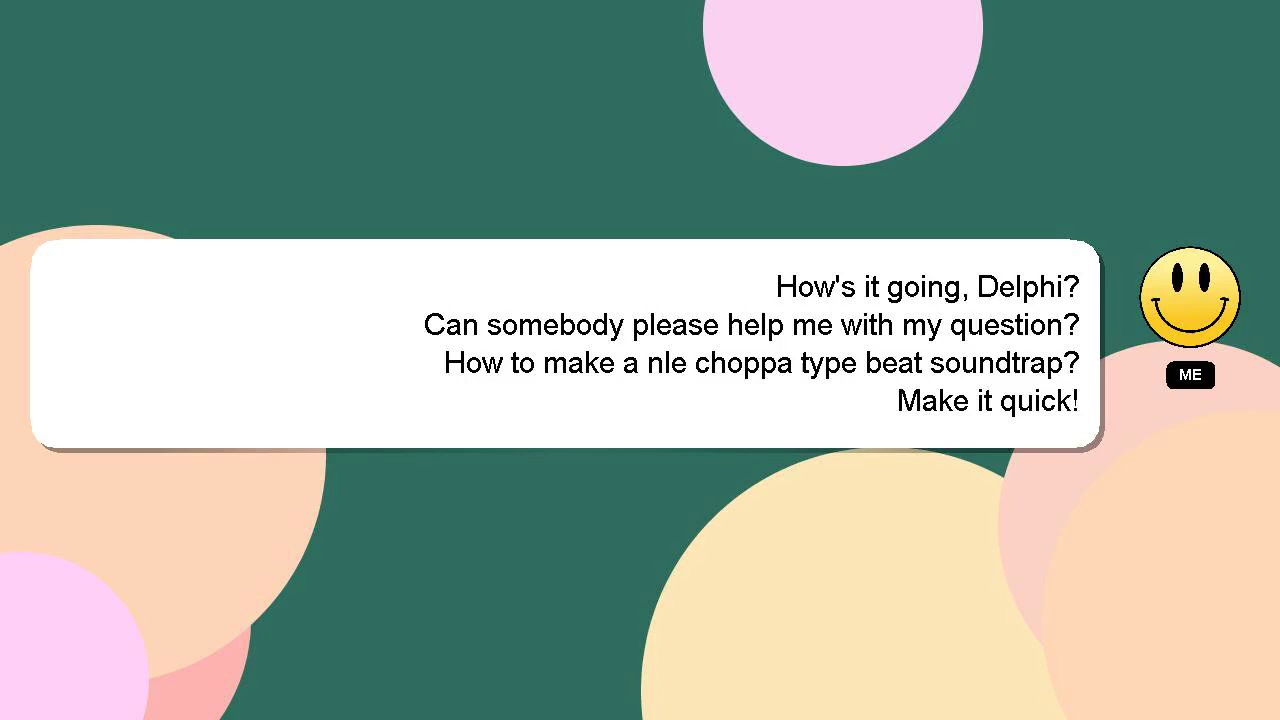 How's it going, Delphi?
Can somebody please help me with my question?
How to make a nle choppa type beat soundtrap?
Make it quick!
ME